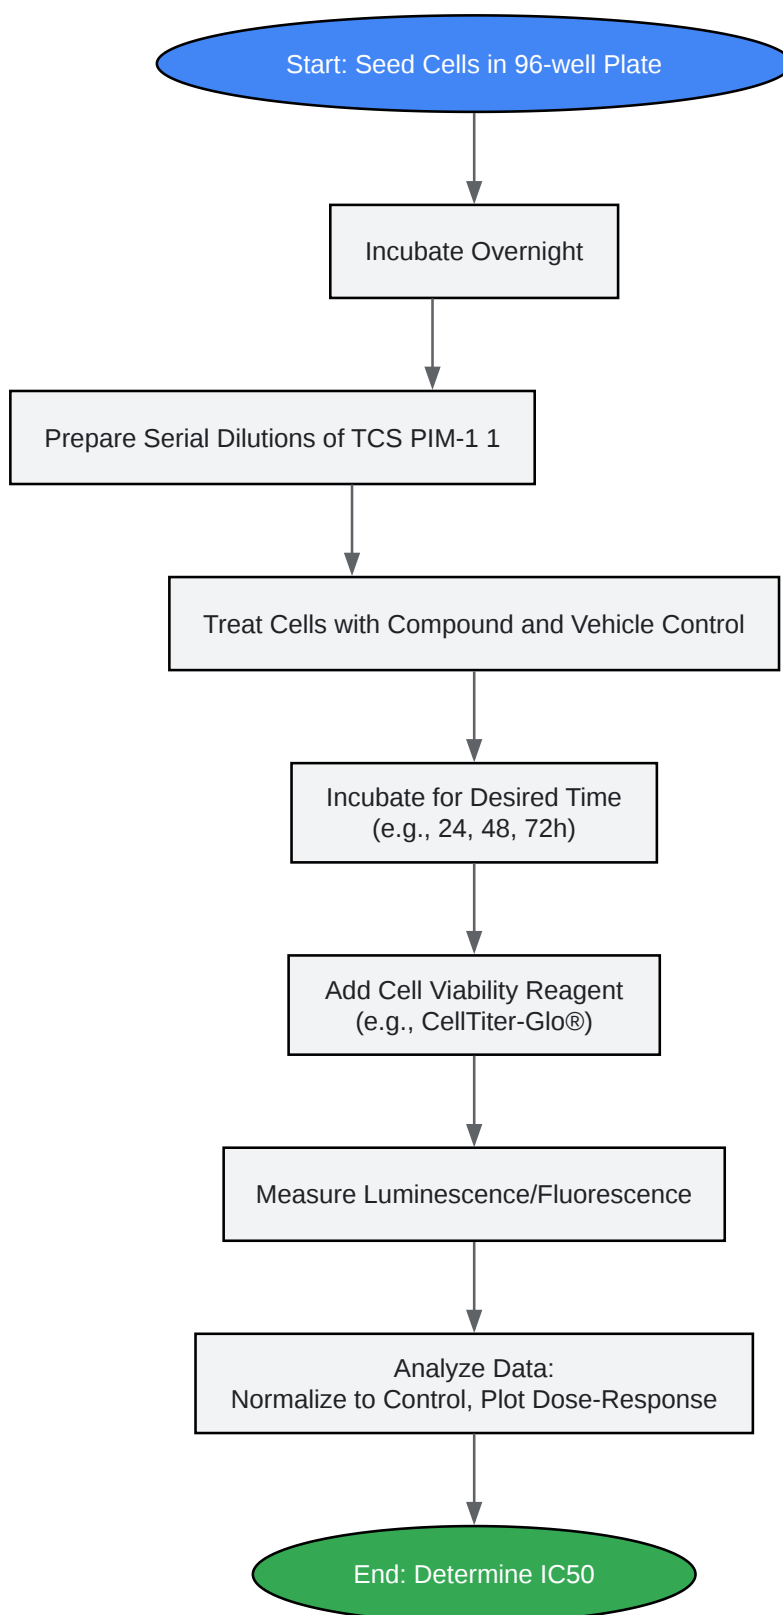 Start: Seed Cells in 96-well Plate
Incubate Overnight
Prepare Serial Dilutions of TCS PIM-1 1
Treat Cells with Compound and Vehicle Control
Incubate for Desired Time
(e.g., 24, 48, 72h)
Add Cell Viability Reagent
(e.g., CellTiter-Glo®)
Measure Luminescence/Fluorescence
Analyze Data:
Normalize to Control, Plot Dose-Response
End: Determine IC50